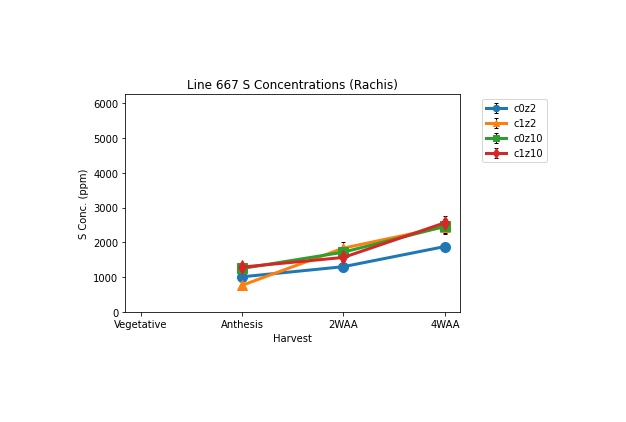 Line 667 S Concentrations (Rachis)
6000
5000
4000
3000
2000
1000
0
S Conc. (ppm)
Vegetative
Anthesis
2WAA
4WAA
Harvest
c0z2
c1z2
c0z10
c1z10